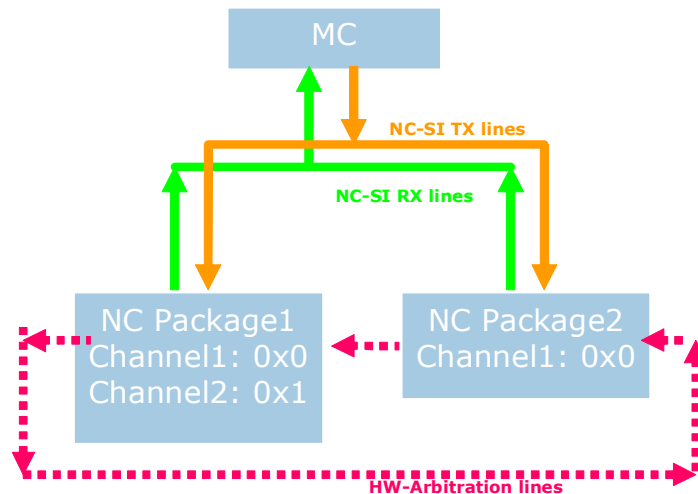 MC
NC-SI TX lines
NC-SI RX lines
NC Package1
Channel1: 0x0
Channel2: 0x1
NC Package2
Channel1: 0x0
HW-Arbitration lines